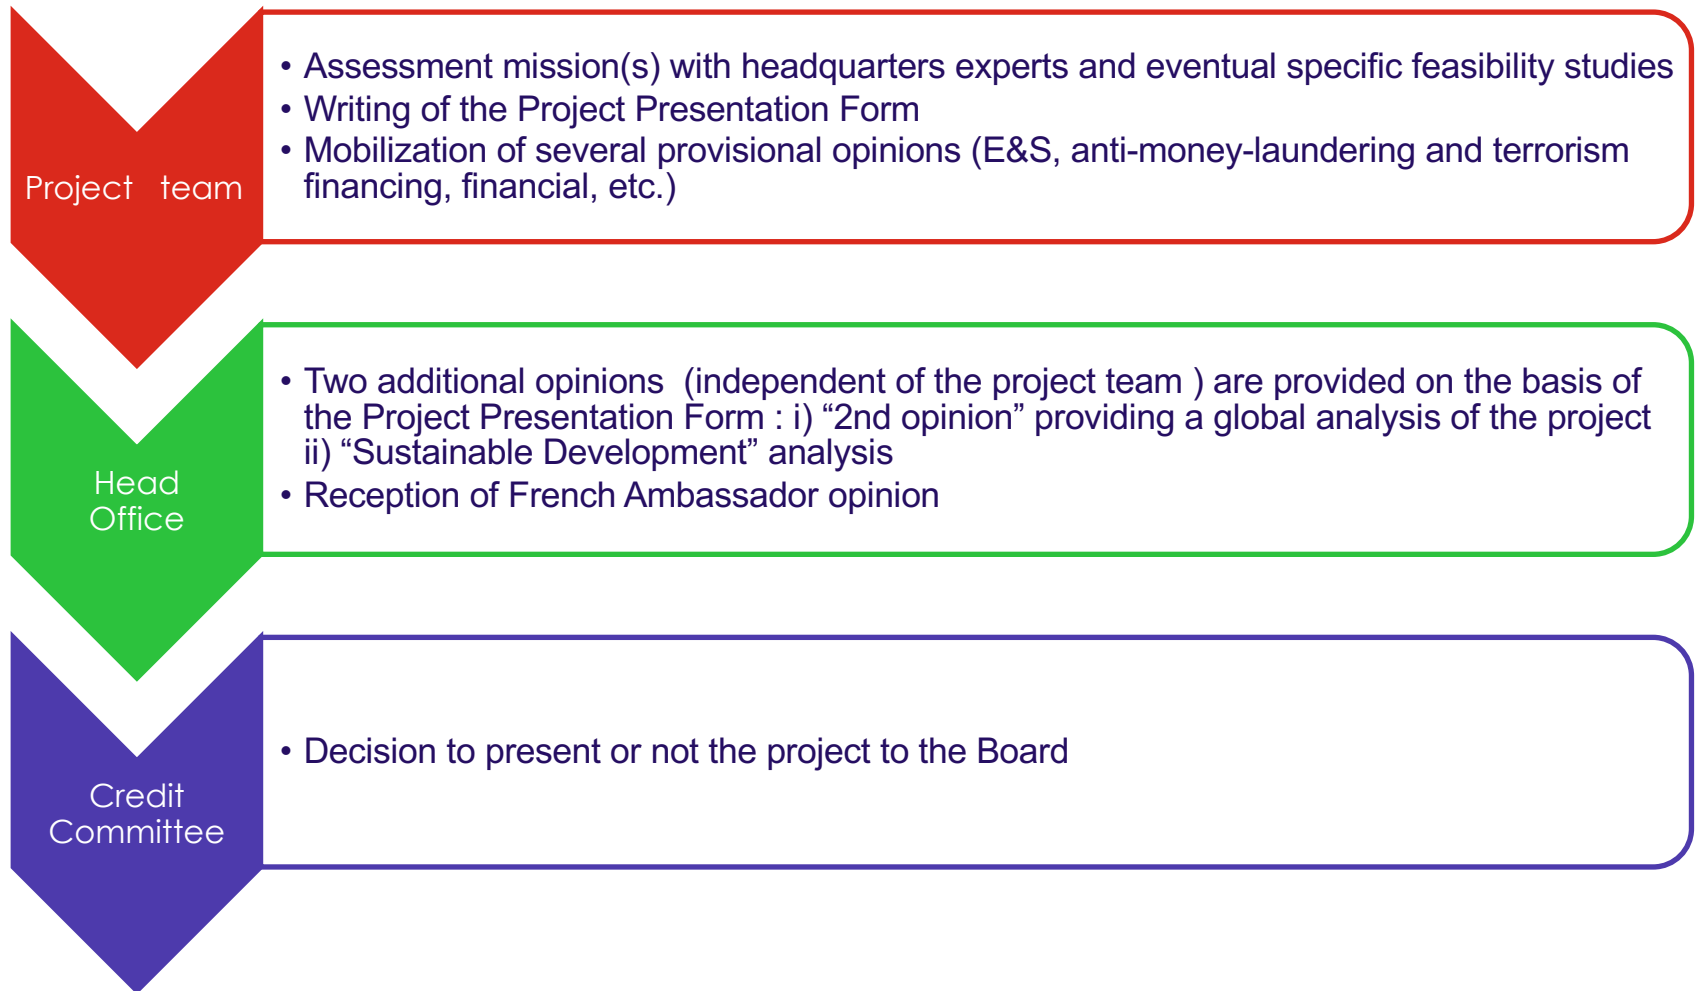 Project team
• Assessment mission(s) with headquarters experts and eventual specific feasibility studies
• Writing of the Project Presentation Form
• Mobilization of several provisional opinions (E&S, anti-money-laundering and terrorism
financing, financial, etc.)
Head
Office
• Two additional opinions (independent of the project team ) are provided on the basis of
the Project Presentation Form : i) “2nd opinion” providing a global analysis of the project
ii) “Sustainable Development” analysis
• Reception of French Ambassador opinion
Credit
Committee
• Decision to present or not the project to the Board